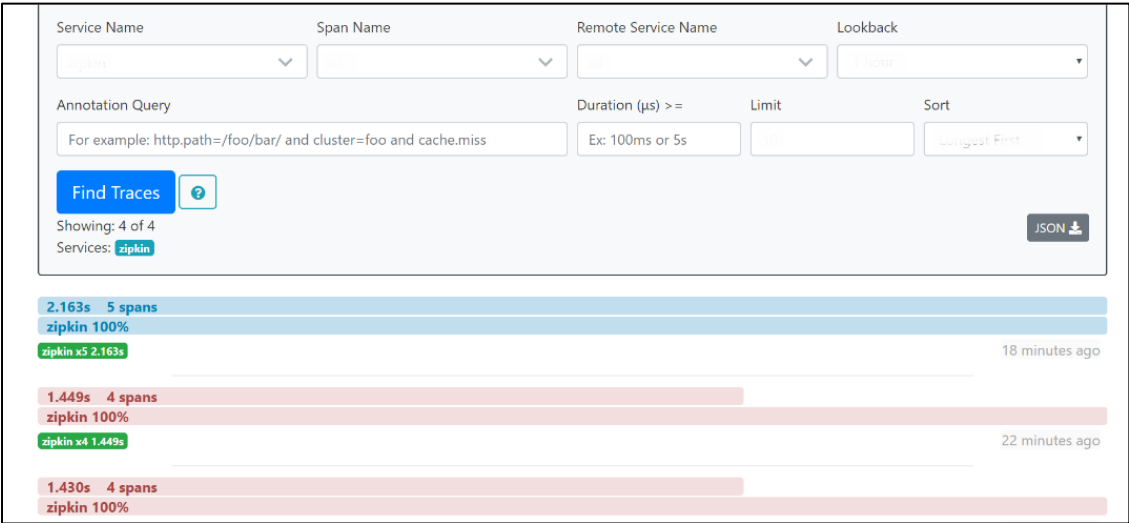 Service Name Span Name Remote Service Name Lookback
Annotation Query Duration (µs) >= Limit Sort
For example: http.path=/foo/bar/ and cluster=foo and cache.miss Ex: 100ms or 5s Longest First
Find Traces
Showing: 4 of 4
JSON
Services: zipkin
2.163s 5 spans
zipkin 100%
zipkin x5 2.163s 18 minutes ago
1.449s 4 spans
zipkin 100%
zipkin x4 1.449s 22 minutes ago
1.430s 4 spans
zipkin 100%